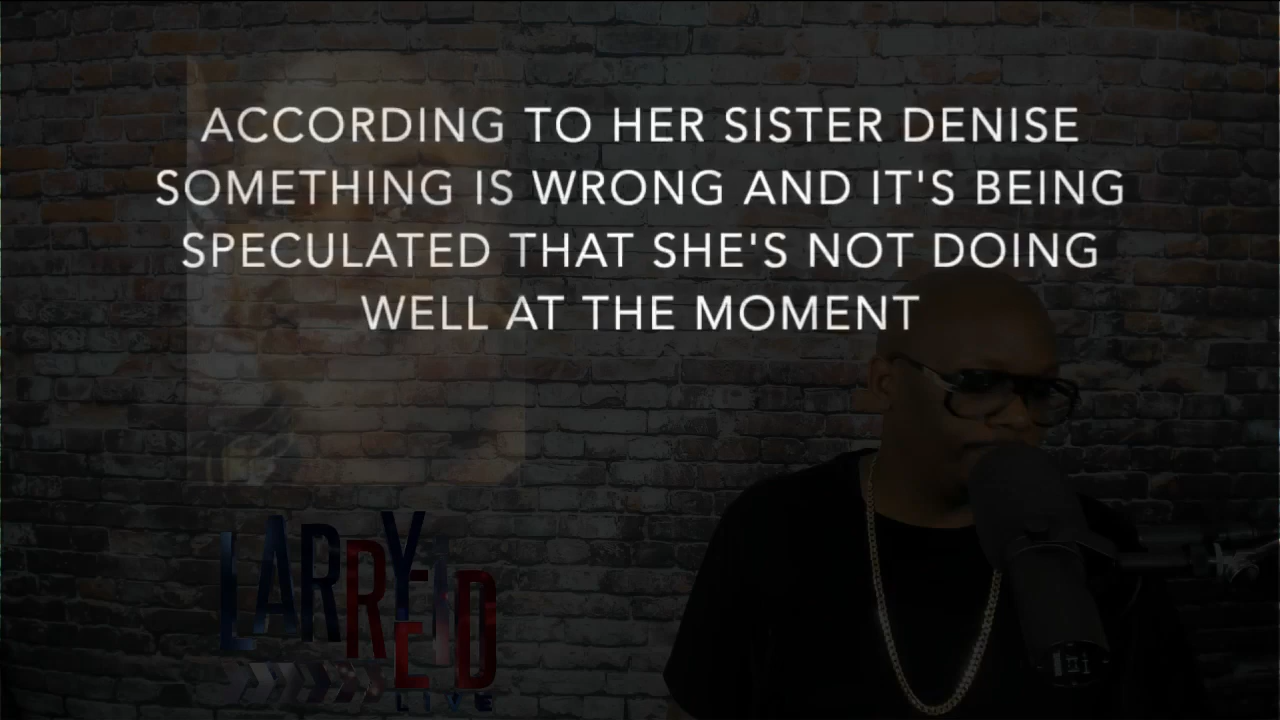 ACCORDING TO HER SISTER DENISE
SOMETHING IS WRONG AND IT'S BEING
SPECULATED THAT SHE'S NOT DOING
WELL AT THE MOMENT
LARRY
REID
LIVE